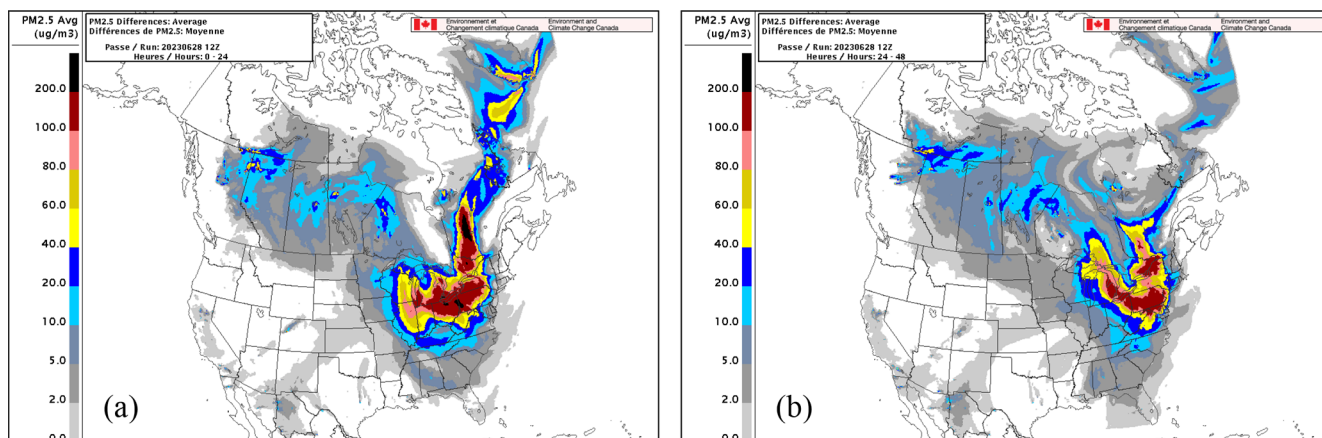 PM2.5 Avg
(ug/m3)
200.0
100.0
80.0
60.0
40.0
20.0
10.0
5.0
2.0
0.0
PM2.5 Differences: Average
Différences de PM2.5: Moyenne
Passe / Run: 20230628 12Z
Heures / Hours: 0 - 24
Environnement et
Changement climatique Canada
Environment and
Climate Change Canada
(a)
PM2.5 Avg
(ug/m3)
200.0
100.0
80.0
60.0
40.0
20.0
10.0
5.0
2.0
0.0
PM2.5 Differences: Average
Différences de PM2.5: Moyenne
Passe / Run: 20230628 12Z
Heures / Hours: 24 - 48
Environnement et
Changement climatique Canada
Environment and
Climate Change Canada
(b)